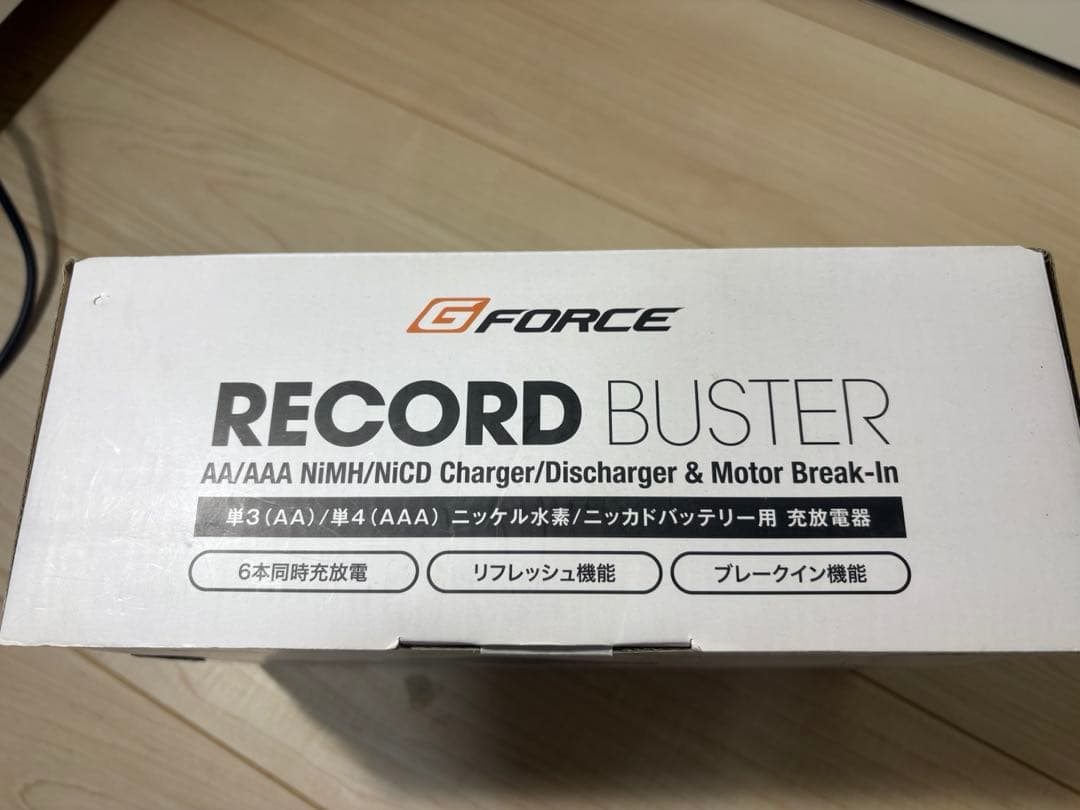 G FORCE
RECORD BUSTER
AA/AAA NiMH/NiCD Charger/Discharger & Motor Break-In
単3(AA)/単4(AAA) ニッケル水素/ニッカドバッテリー用 充放電器
6本同時充放電 リフレッシュ機能 ブレークイン機能